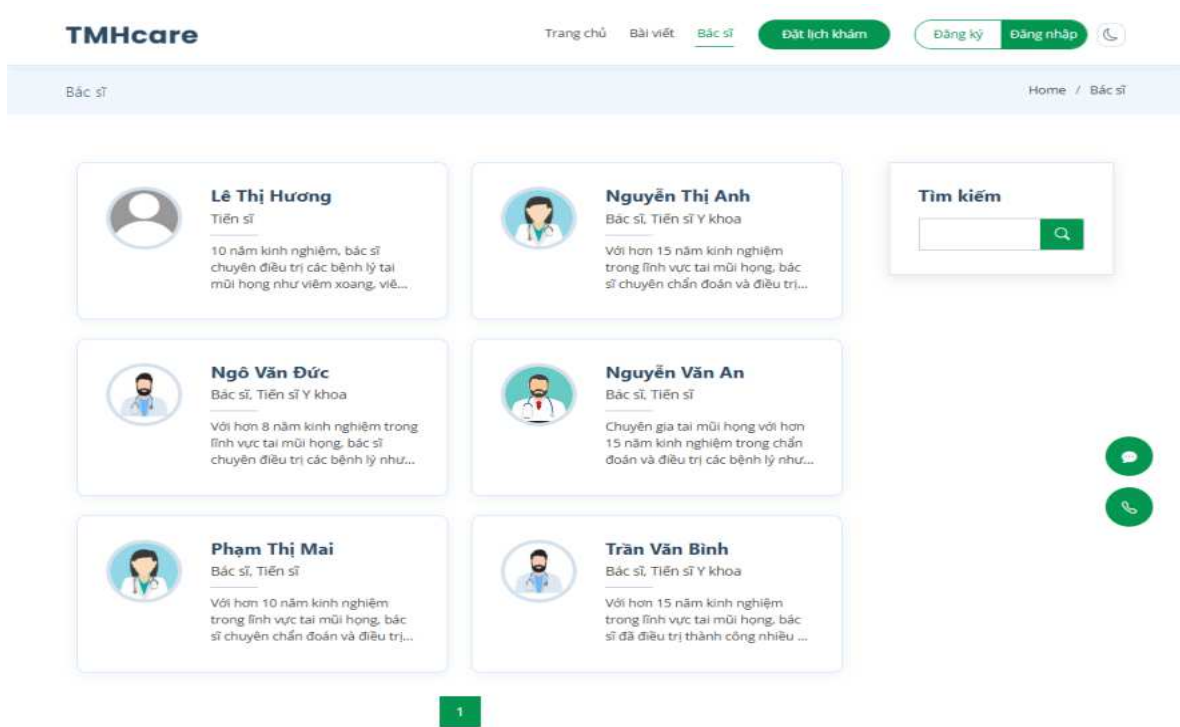 TMHcare
Trang chủ Bài viết Bác sĩ Đặt lịch khám Đăng ký Đăng nhập
Bác sĩ
Home / Bác sĩ
Lê Thị Hương
Tiến sĩ
10 năm kinh nghiệm, bác sĩ
chuyên điều trị các bệnh lý tai
mũi họng như viêm xoang, viê...
Nguyễn Thị Anh
Bác sĩ, Tiến sĩ Y khoa
Với hơn 15 năm kinh nghiệm
trong lĩnh vực tai mũi họng, bác
sĩ chuyên chẩn đoán và điều trị...
Tìm kiếm
Ngô Văn Đức
Bác sĩ, Tiến sĩ Y khoa
Với hơn 8 năm kinh nghiệm trong
lĩnh vực tai mũi họng, bác sĩ
chuyên điều trị các bệnh lý như...
Nguyễn Văn An
Bác sĩ, Tiến sĩ
Chuyên gia tai mũi họng với hơn
15 năm kinh nghiệm trong chẩn
đoán và điều trị các bệnh lý như...
Phạm Thị Mai
Bác sĩ, Tiến sĩ
Với hơn 10 năm kinh nghiệm
trong lĩnh vực tai mũi họng, bác
sĩ chuyên chẩn đoán và điều trị...
Trần Văn Bình
Bác sĩ, Tiến sĩ Y khoa
Với hơn 15 năm kinh nghiệm
trong lĩnh vực tai mũi họng, bác
sĩ đã điều trị thành công nhiều ...
1